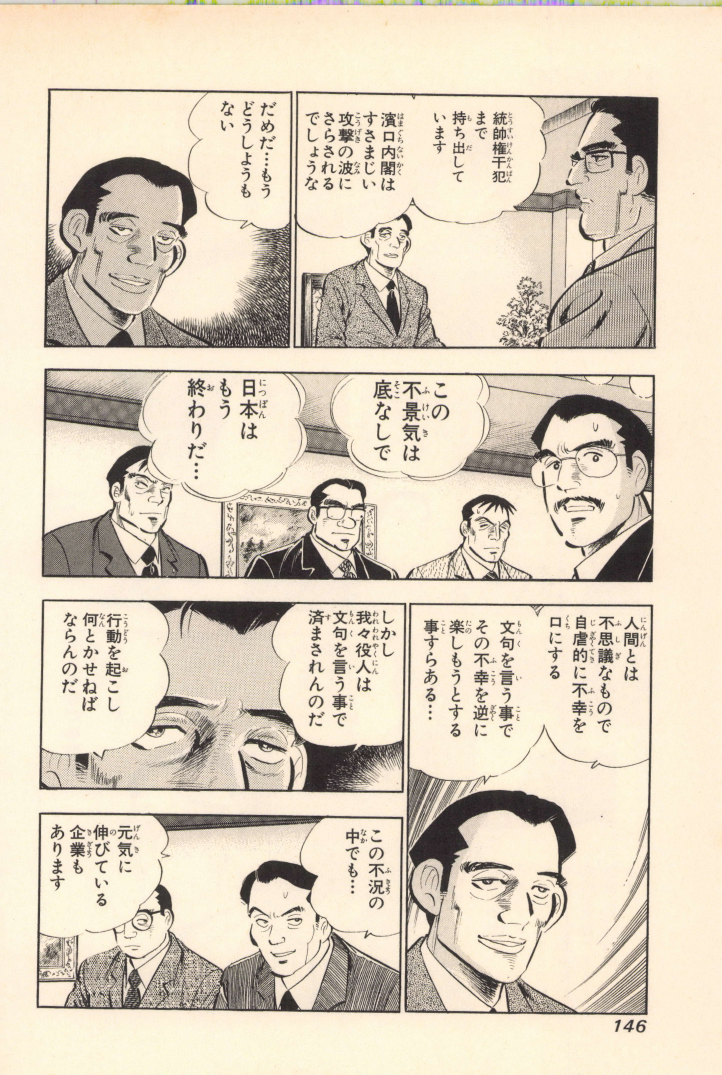 統帥権干犯
まで
持ち出して
います
濱口内閣は
すさまじい
攻撃の波に
さらされる
でしょうな
だめだ…もう
どうしようも
ない
この
不景気は
底なしで
日本は
もう
終わりだ…
人間とは
不思議なもので
自虐的に不幸を
口にする
文句を言う事で
その不幸を逆に
楽しもうとする
事すらある…
しかし
我々役人は
文句を言う事で
済まされんのだ
行動を起こし
何とかせねば
ならんのだ
この不況の
中でも…
元気に
伸びている
企業も
あります
146